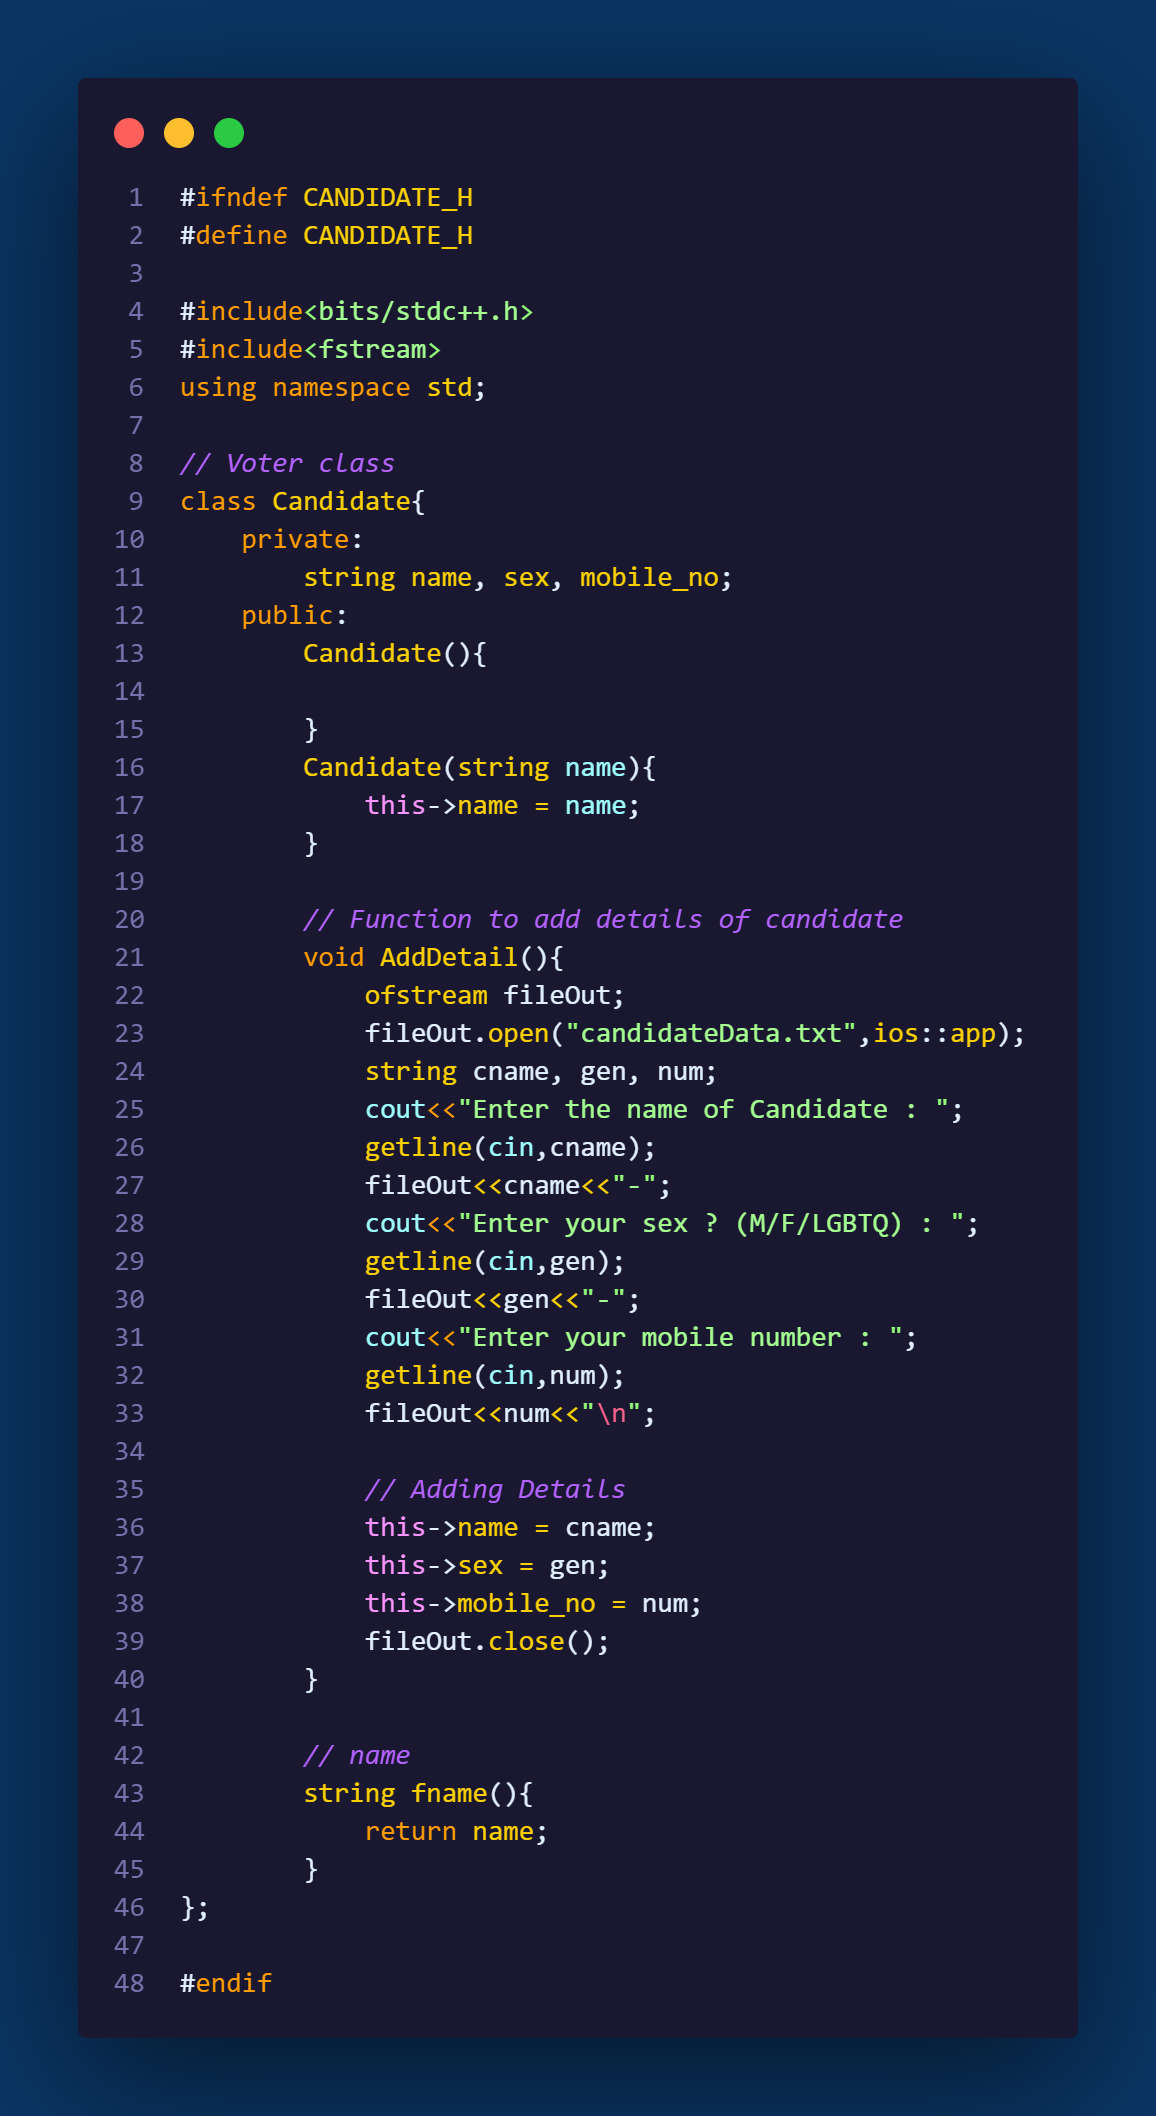 1 #ifndef CANDIDATE_H
2 #define CANDIDATE_H
3
4 #include<bits/stdc++.h>
5 #include<fstream>
6 using namespace std;
7
8 // Voter class
9 class Candidate{
10     private:
11         string name, sex, mobile_no;
12     public:
13         Candidate(){
14
15         }
16         Candidate(string name){
17             this->name = name;
18         }
19
20         // Function to add details of candidate
21         void AddDetail(){
22             ofstream fileOut;
23             fileOut.open("candidateData.txt",ios::app);
24             string cname, gen, num;
25             cout<<"Enter the name of Candidate : ";
26             getline(cin,cname);
27             fileOut<<cname<<"-";
28             cout<<"Enter your sex ? (M/F/LGBTQ) : ";
29             getline(cin,gen);
30             fileOut<<gen<<"-";
31             cout<<"Enter your mobile number : ";
32             getline(cin,num);
33             fileOut<<num<<"\n";
34
35             // Adding Details
36             this->name = cname;
37             this->sex = gen;
38             this->mobile_no = num;
39             fileOut.close();
40         }
41
42         // name
43         string fname(){
44             return name;
45         }
46 };
47
48 #endif